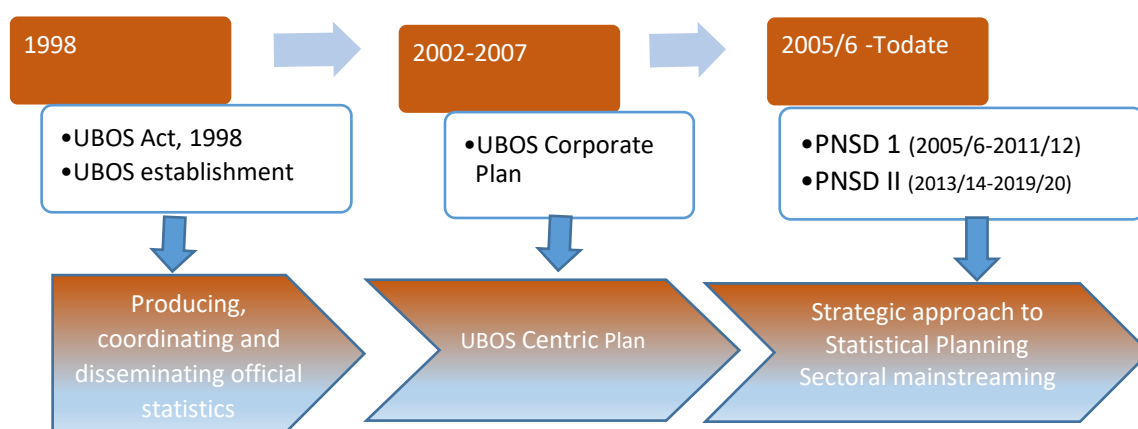 1998
2002-2007
2005/6 -Todate
•UBOS Act, 1998
•UBOS establishment
•UBOS Corporate
Plan
•PNSD 1 (2005/6-2011/12)
•PNSD II (2013/14-2019/20)
Producing,
coordinating and
disseminating official
statistics
UBOS Centric Plan
Strategic approach to
Statistical Planning
Sectoral mainstreaming